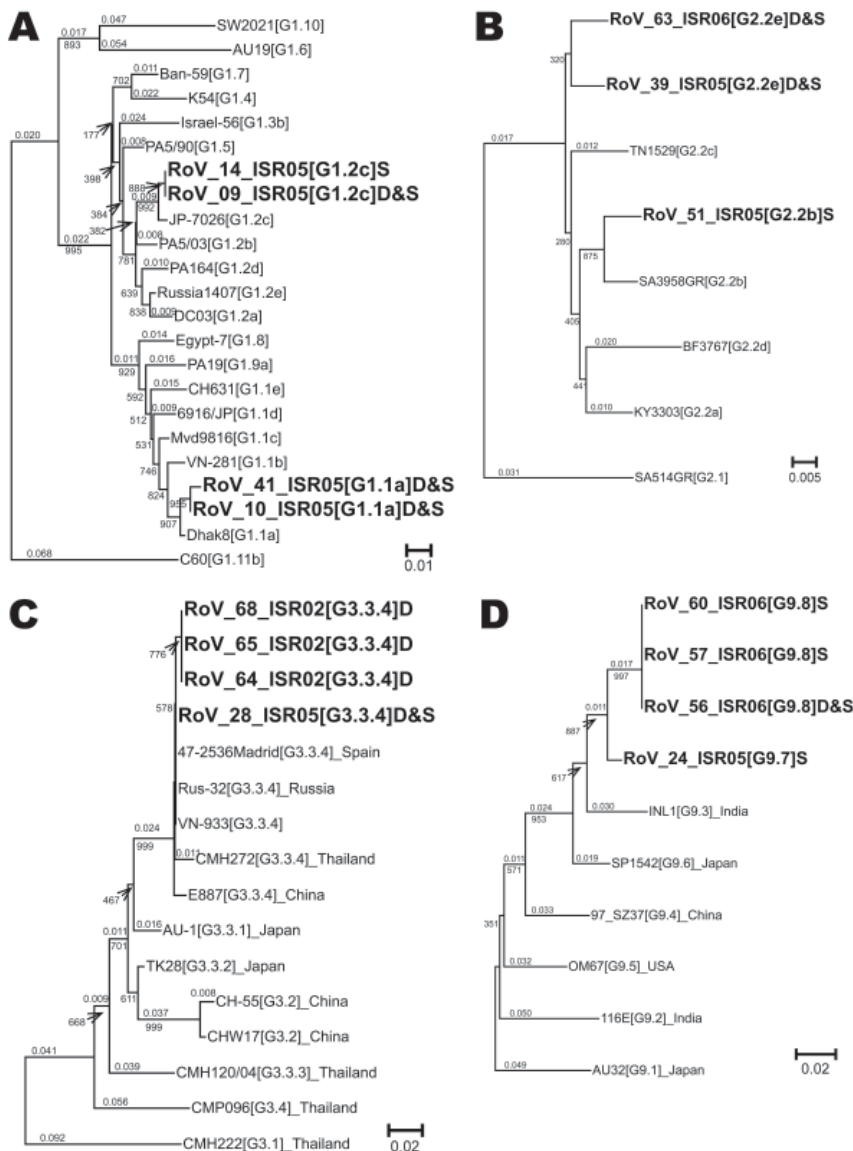 A
0.047
SW2021[G1.10]
0.017
893
0.054
AU19[G1.6]
0.011
Ban-59[G1.7]
702
0.022
K54[G1.4]
0.024
Israel-56[G1.3b]
0.020
177
0.008
PA5/90[G1.5]
398
RoV_14_ISR05[G1.2c]S
888
RoV_09_ISR05[G1.2c]D&S
0.009
992
384
JP-7026[G1.2c]
382
0.022
995
0.008
PA5/03[G1.2b]
781
0.010
PA164[G1.2d]
639
Russia1407[G1.2e]
838
0.009
DC03[G1.2a]
0.014
Egypt-7[G1.8]
0.011
929
0.016
PA19[G1.9a]
592
0.015
CH631[G1.1e]
512
0.009
6916/JP[G1.1d]
531
Mvd9816[G1.1c]
746
VN-281[G1.1b]
824
RoV_41_ISR05[G1.1a]D&S
955
RoV_10_ISR05[G1.1a]D&S
907
Dhak8[G1.1a]
0.068
C60[G1.11b]
0.01
B
RoV_63_ISR06[G2.2e]D&S
320
RoV_39_ISR05[G2.2e]D&S
0.017
0.012
TN1529[G2.2c]
RoV_51_ISR05[G2.2b]S
280
875
SA3958GR[G2.2b]
405
0.020
BF3767[G2.2d]
441
0.010
KY3303[G2.2a]
0.031
SA514GR[G2.1]
0.005
C
RoV_68_ISR02[G3.3.4]D
776
RoV_65_ISR02[G3.3.4]D
RoV_64_ISR02[G3.3.4]D
578
RoV_28_ISR05[G3.3.4]D&S
47-2536Madrid[G3.3.4]_Spain
Rus-32[G3.3.4]_Russia
VN-933[G3.3.4]
0.024
999
0.011
CMH272[G3.3.4]_Thailand
E887[G3.3.4]_China
467
0.016
AU-1[G3.3.1]_Japan
0.011
701
TK28[G3.3.2]_Japan
611
0.008
CH-55[G3.2]_China
0.037
999
CHW17[G3.2]_China
0.009
668
0.039
CMH120/04[G3.3.3]_Thailand
0.041
0.056
CMP096[G3.4]_Thailand
0.092
CMH222[G3.1]_Thailand
0.02
D
RoV_60_ISR06[G9.8]S
RoV_57_ISR06[G9.8]S
0.017
997
RoV_56_ISR06[G9.8]D&S
0.011
887
RoV_24_ISR05[G9.7]S
617
0.030
INL1[G9.3]_India
0.024
953
0.019
SP1542[G9.6]_Japan
0.011
571
0.033
97_SZ37[G9.4]_China
351
0.032
OM67[G9.5]_USA
0.050
116E[G9.2]_India
0.049
AU32[G9.1]_Japan
0.02